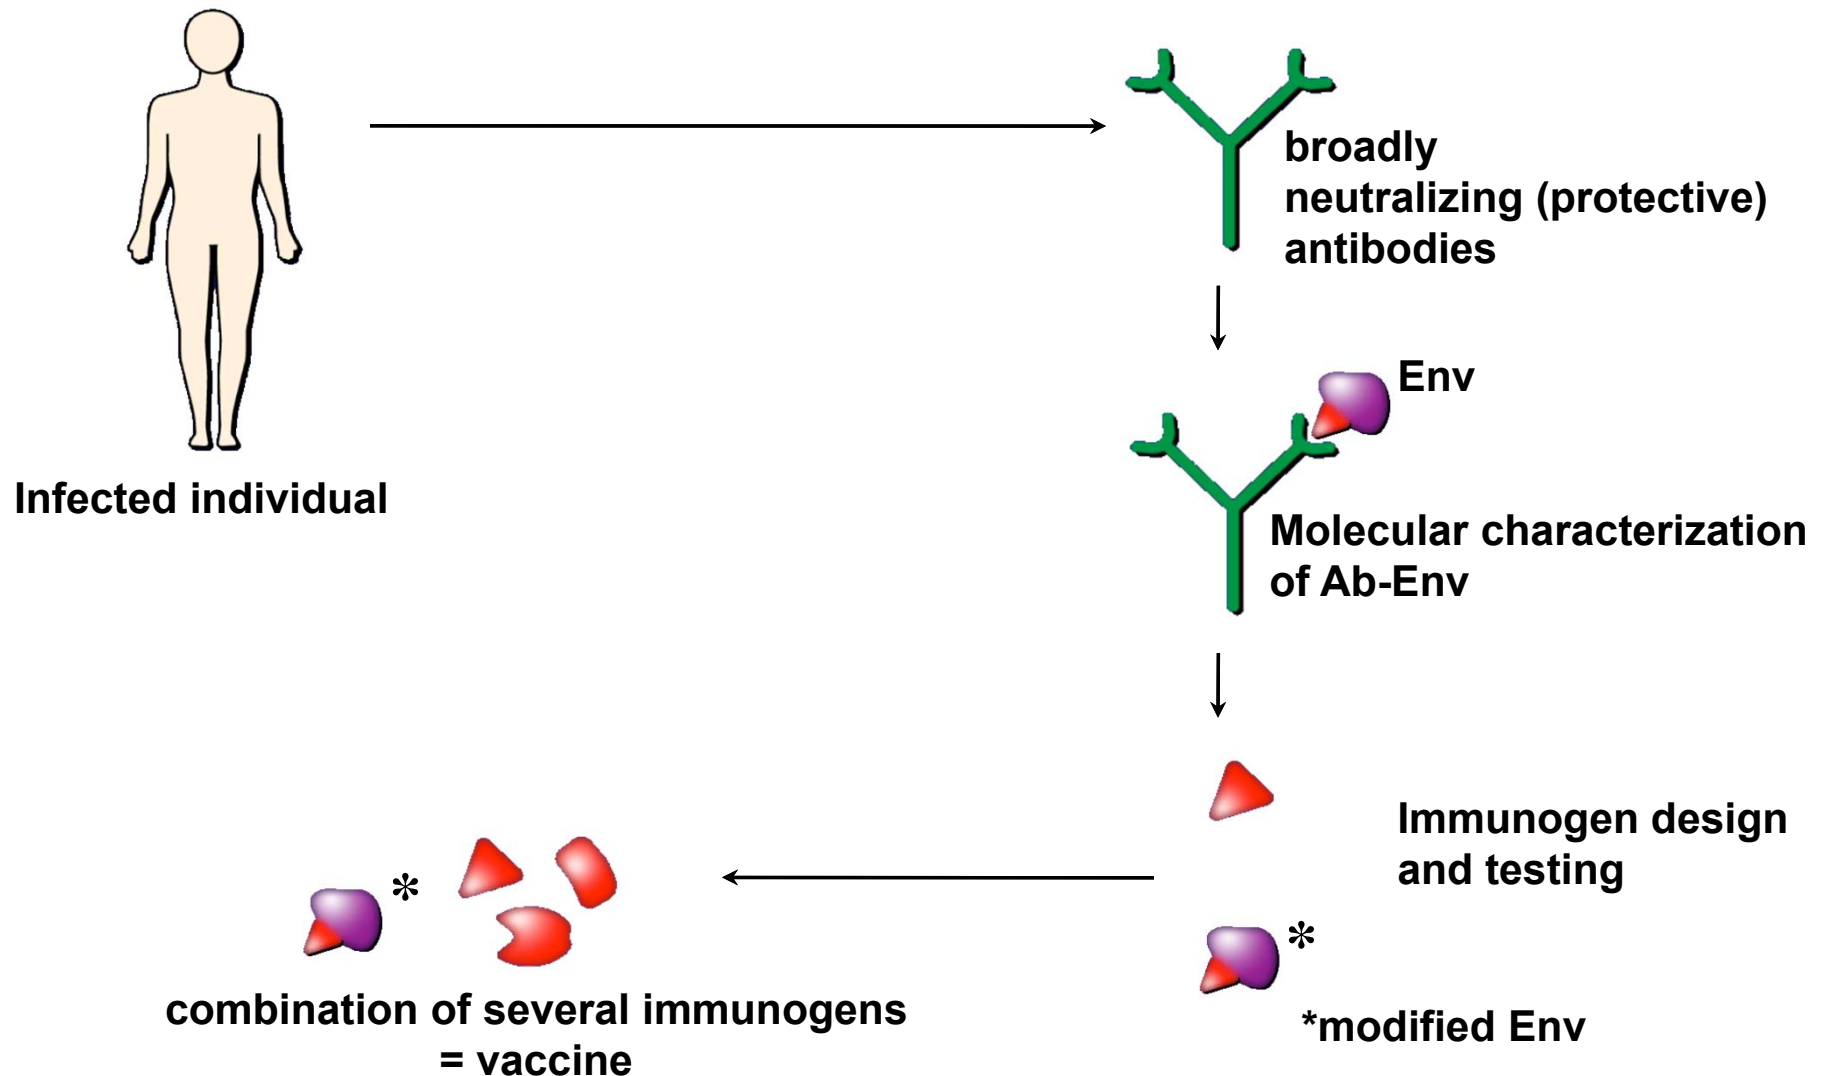 broadly
neutralizing (protective)
antibodies
Env
Infected individual
Molecular characterization
of Ab-Env
Immunogen design
and testing
*
*
combination of several immunogens
= vaccine
*modified Env